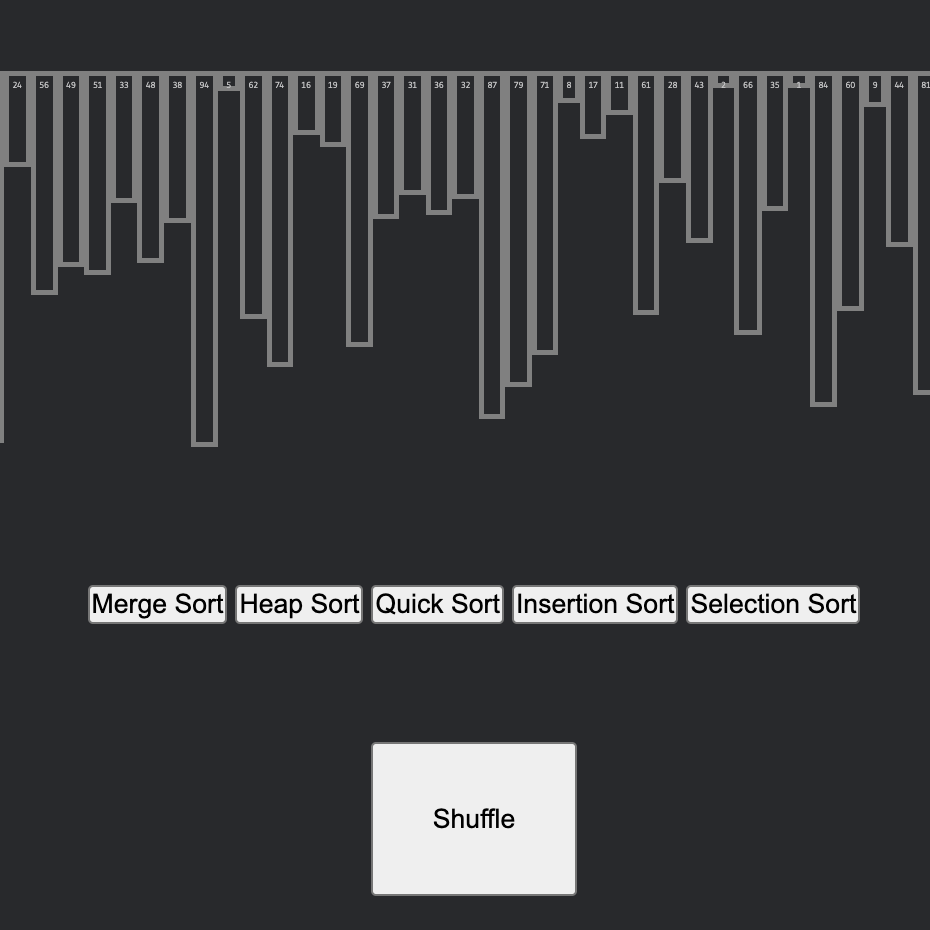 24 56 49 51 33 48 38 94 5 62 74 16 19 69 37 31 36 32 87 79 71 8 17 11 61 28 43 2 66 35 1 84 60 9 44 81
Merge Sort Heap Sort Quick Sort Insertion Sort Selection Sort
Shuffle